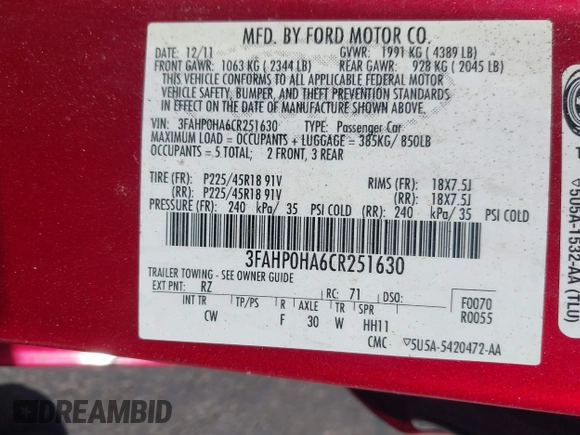 MFD. BY FORD MOTOR CO.
12/11 GVWR: 1991 KG ( 4389 LB)
FRONT GAWR: 1063 KG ( 2344 LB) REAR GAWR: 928 KG ( 2045 LB)
THIS VEHICLE CONFORMS TO ALL APPLICABLE FEDERAL MOTOR
VEHICLE SAFETY, BUMPER, AND THEFT PREVENTION STANDARDS
IN EFFECT ON THE DATE OF MANUFACTURE SHOWN ABOVE.
VIN: 3FAHP0HA6CR251630 TYPE: Passenger Car
MAXIMUM LOAD = OCCUPANTS + LUGGAGE = 385KG/ 850LB
OCCUPANTS = 5 TOTAL; 2 FRONT, 3 REAR
TIRE (FR): P225/45R18 91V RIMS (FR): 18X7.5J
(RR): P225/45R18 91V (RR): 18X7.5J
PRESSURE (FR): 240 kPa/ 35 PSI COLD (RR): 240 kPa/ 35 PSI COLD
3FAHP0HA6CR251630
TRAILER TOWING - SEE OWNER GUIDE
EXT PNT: RZ RC: 71 DSO: F0070
INT TR TP/PS R AXLE TR SPR R0055
CW F 30 W HH11
CMC ▽5U5A-5420472-AA
▽5U5A-1532-AA (TLU)
DREAMBID